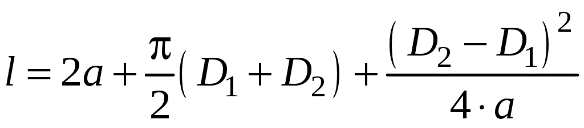 l = 2a + π/2 ( D₁ + D₂ ) + ( D₂ − D₁ )² / 4 · a